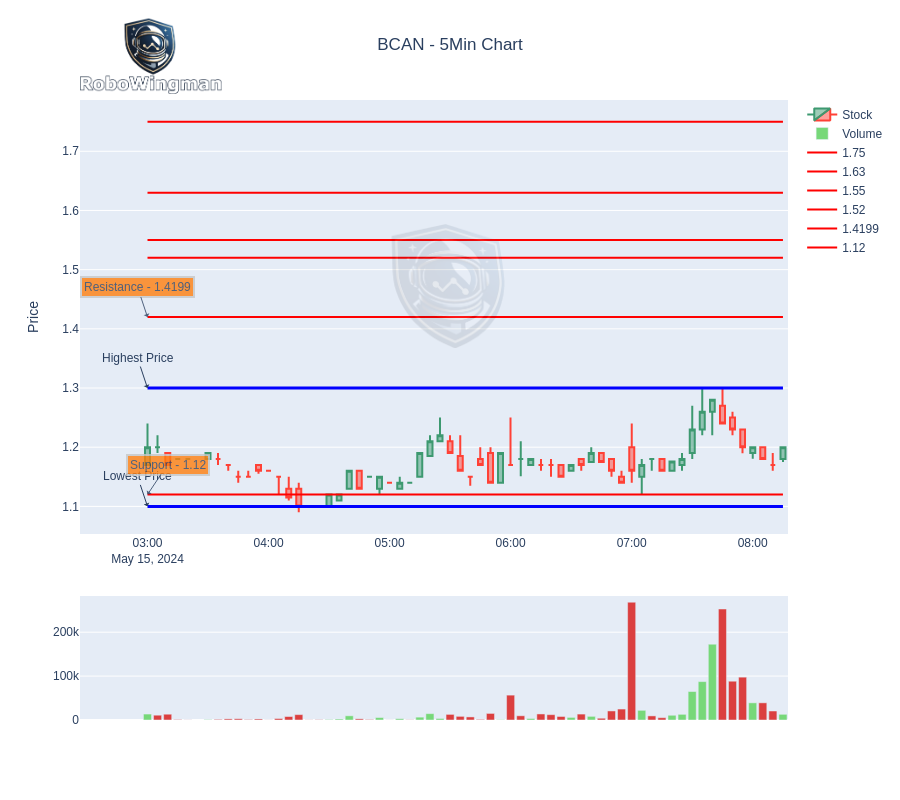 RoboWingman
BCAN - 5Min Chart
Stock
Volume
1.75
1.63
1.55
1.52
1.4199
1.12
Price
1.7
1.6
1.5
1.4
1.3
1.2
1.1
Resistance - 1.4199
Highest Price
Support - 1.12
Lowest Price
03:00
04:00
05:00
06:00
07:00
08:00
May 15, 2024
200k
100k
0